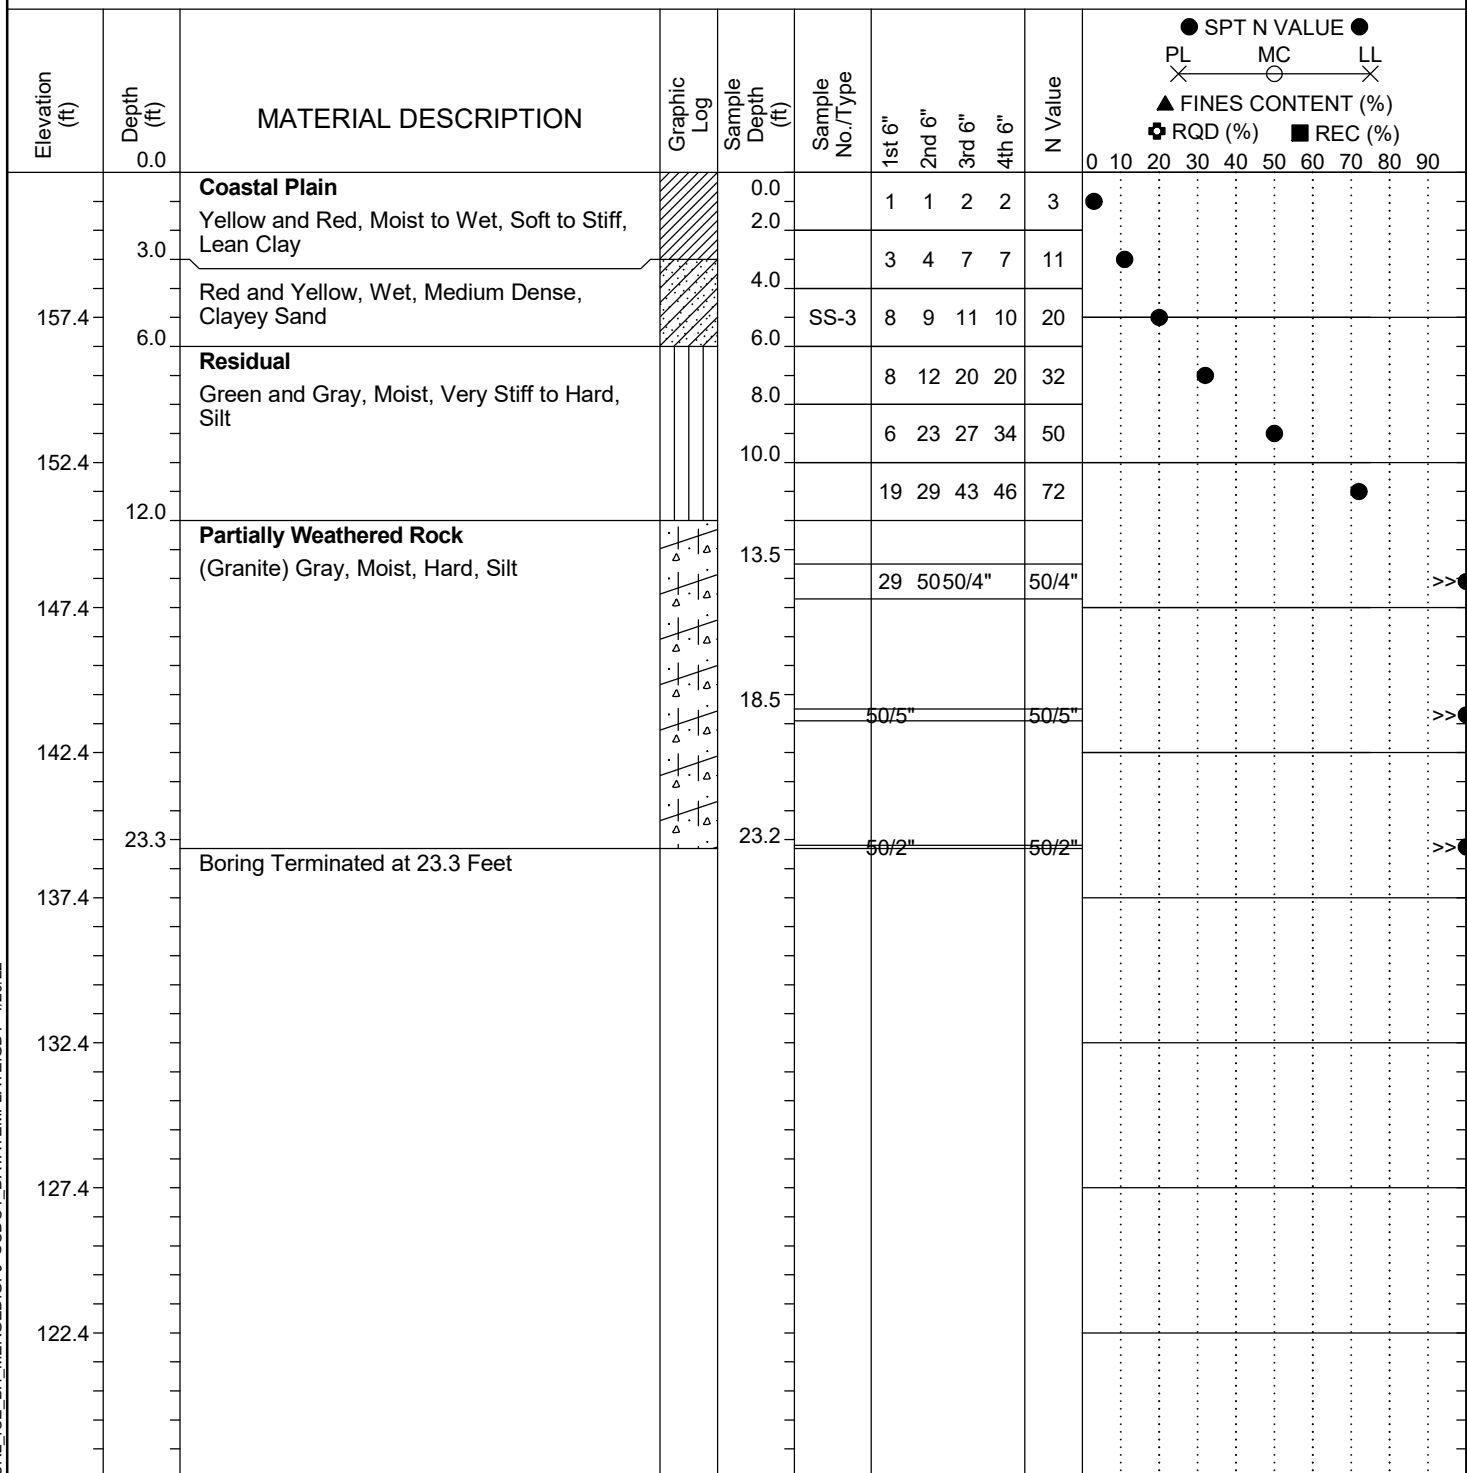 ● SPT N VALUE ●
PL MC LL
▲ FINES CONTENT (%)
RQD (%) ■ REC (%)
0 10 20 30 40 50 60 70 80 90
Elevation (ft)
Depth (ft)
0.0
MATERIAL DESCRIPTION
Graphic Log
Sample Depth (ft)
Sample No./Type
1st 6"
2nd 6"
3rd 6"
4th 6"
N Value
Coastal Plain
Yellow and Red, Moist to Wet, Soft to Stiff,
Lean Clay
0.0
1 1 2 2 3
2.0
3.0
3 4 7 7 11
4.0
Red and Yellow, Wet, Medium Dense,
Clayey Sand
157.4
SS-3 8 9 11 10 20
6.0
6.0
Residual
Green and Gray, Moist, Very Stiff to Hard,
Silt
8 12 20 20 32
8.0
6 23 27 34 50
10.0
152.4
19 29 43 46 72
12.0
Partially Weathered Rock
(Granite) Gray, Moist, Hard, Silt
13.5
29 50 50/4" 50/4" >>
147.4
18.5
50/5" 50/5" >>
142.4
23.3
23.2
50/2" 50/2" >>
Boring Terminated at 23.3 Feet
137.4
132.4
127.4
122.4